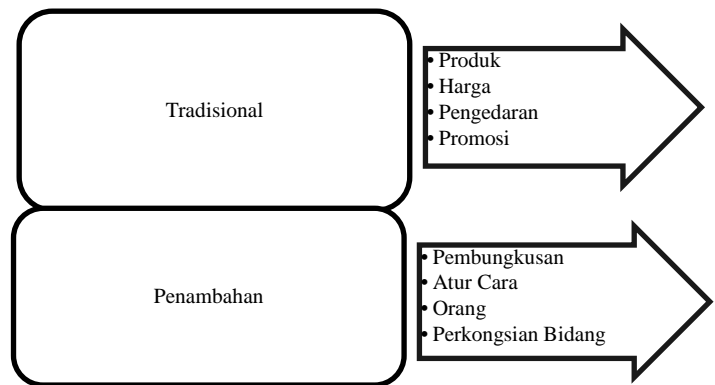 Tradisional
• Produk
• Harga
• Pengedaran
• Promosi
Penambahan
• Pembungkusan
• Atur Cara
• Orang
• Perkongsian Bidang